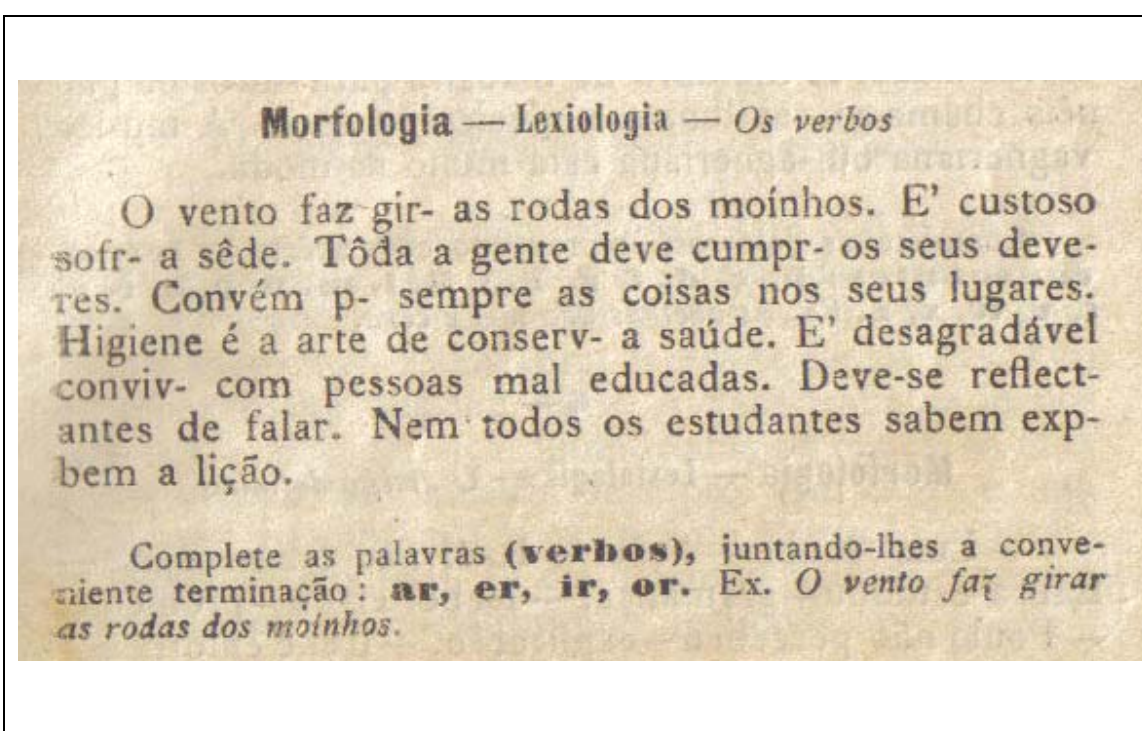 Morfologia — Lexiologia — Os verbos
O vento faz gir- as rodas dos moínhos. E' custoso
sofr- a sêde. Tôda a gente deve cumpr- os seus deve-
res. Convém p- sempre as coisas nos seus lugares.
Higiene é a arte de conserv- a saúde. E' desagradável
conviv- com pessoas mal educadas. Deve-se reflect-
antes de falar. Nem todos os estudantes sabem exp-
bem a lição.
Complete as palavras (verbos), juntando-lhes a conve-
niente terminação: ar, er, ir, or. Ex. O vento faz girar
as rodas dos moinhos.